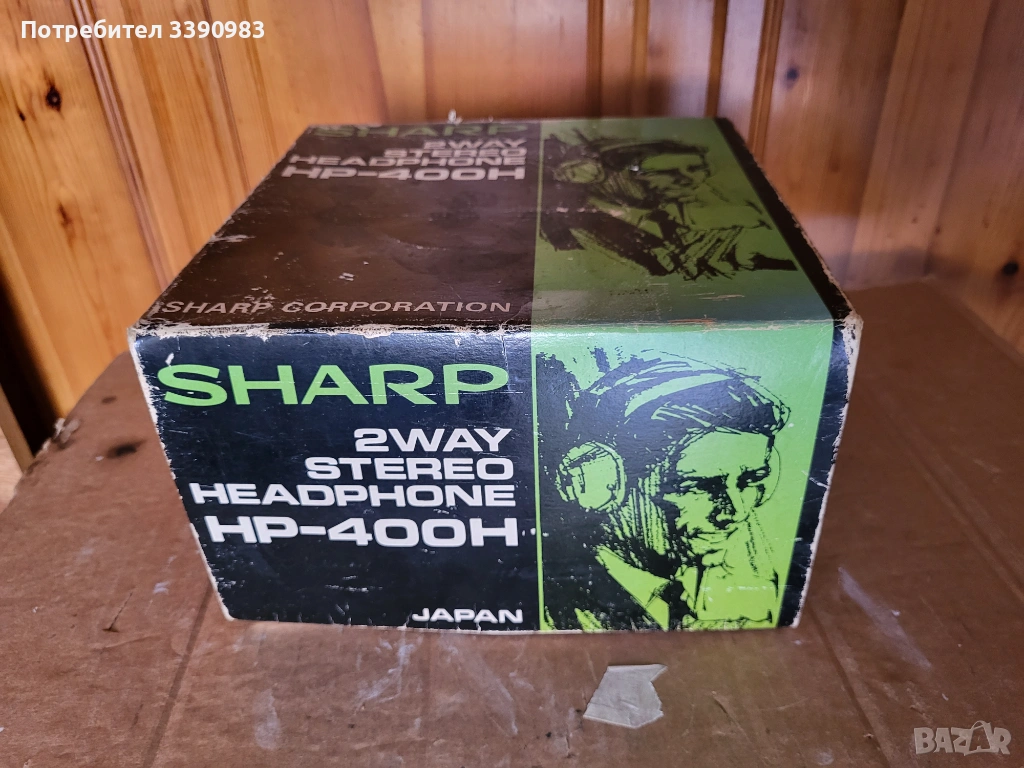 Потребител 3390983
SHARP
2WAY
STEREO
HEADPHONE
HP-400H
SHARP CORPORATION
SHARP
2WAY
STEREO
HEADPHONE
HP-400H
JAPAN
BAZAR